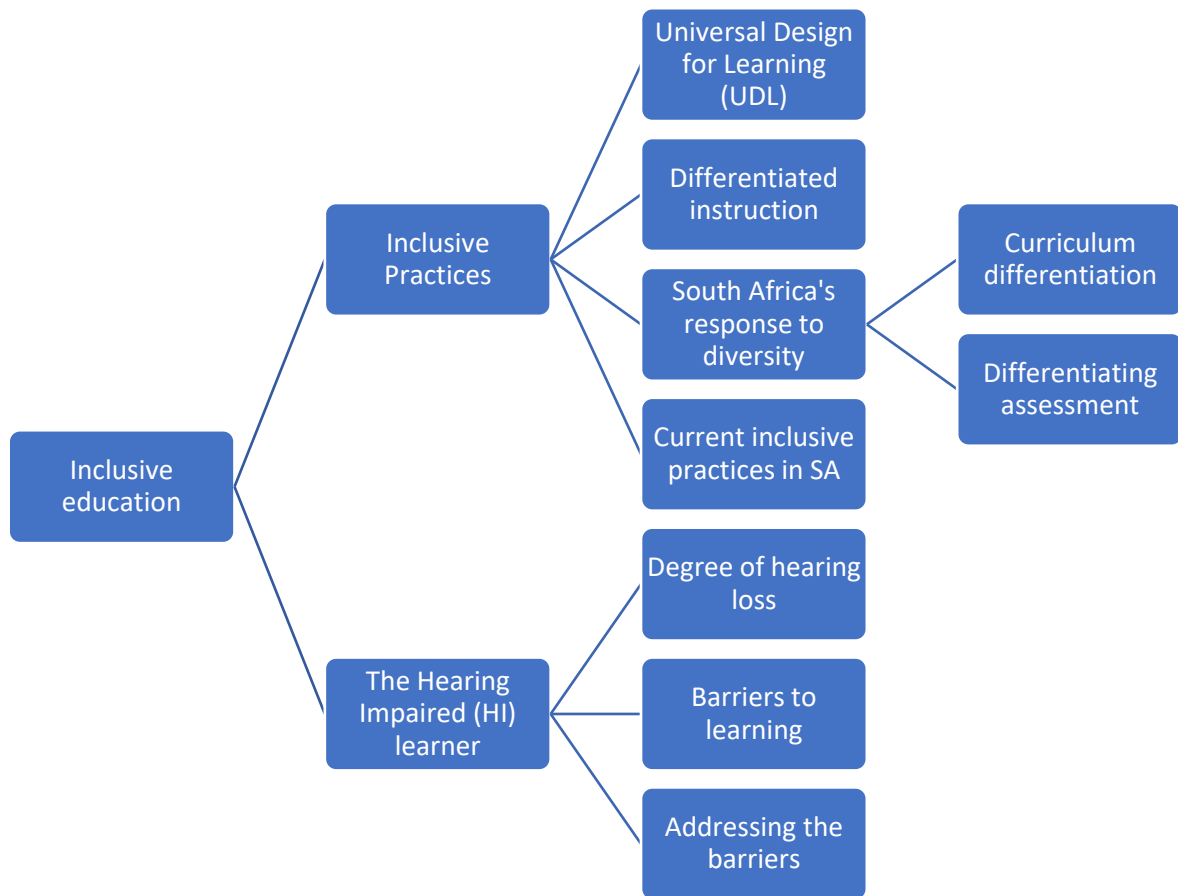 Inclusive
education
Inclusive
Practices
Universal Design
for Learning
(UDL)
Differentiated
instruction
South Africa's
response to
diversity
Curriculum
differentiation
Differentiating
assessment
Current inclusive
practices in SA
The Hearing
Impaired (HI)
learner
Degree of hearing
loss
Barriers to
learning
Addressing the
barriers